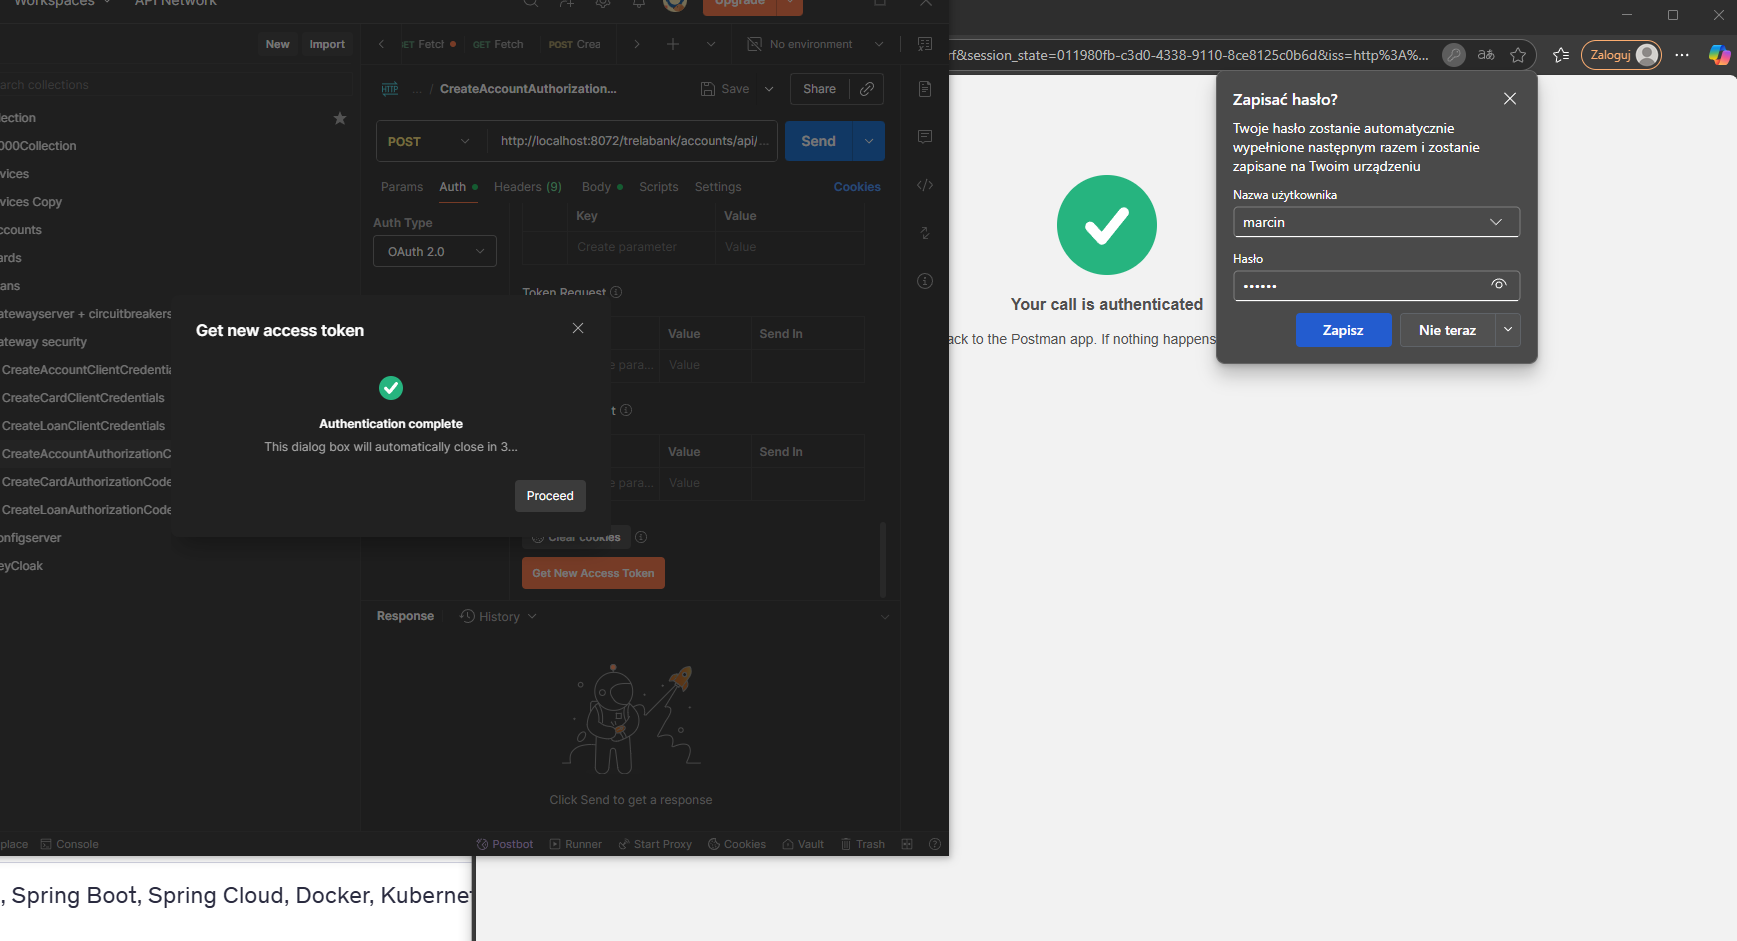 Workspaces
API Network
Upgrade
New
Import
Fetch
GET Fetch
POST Crea
No environment
arch collections
... / CreateAccountAuthorization...
Save
Share
lection
000Collection
vices
vices Copy
counts
ards
ans
atewayserver + circuitbreakers
ateway security
CreateAccountClientCredentia
CreateCardClientCredentials
CreateLoanClientCredentials
CreateAccountAuthorizationC
CreateCardAuthorizationCode
CreateLoanAuthorizationCode
onfigserver
eyCloak
HTTP
POST
http://localhost:8072/trelabank/accounts/api/...
Send
Params
Auth
Headers (9)
Body
Scripts
Settings
Cookies
Auth Type
OAuth 2.0
Key
Value
Create parameter
Value
Token Request
Value
Send In
e para...
Value
t
Value
Send In
e para...
Value
Clear cookies
Get New Access Token
Get new access token
Authentication complete
This dialog box will automatically close in 3...
Proceed
Response
History
Click Send to get a response
place
Console
Postbot
Runner
Start Proxy
Cookies
Vault
Trash
, Spring Boot, Spring Cloud, Docker, Kubernet
rf&session_state=011980fb-c3d0-4338-9110-8ce8125c0b6d&iss=http%3A%...
Zaloguj
Your call is authenticated
ack to the Postman app. If nothing happens
Zapisać hasło?
Twoje hasło zostanie automatycznie
wypełnione następnym razem i zostanie
zapisane na Twoim urządzeniu
Nazwa użytkownika
marcin
Hasło
••••••
Zapisz
Nie teraz